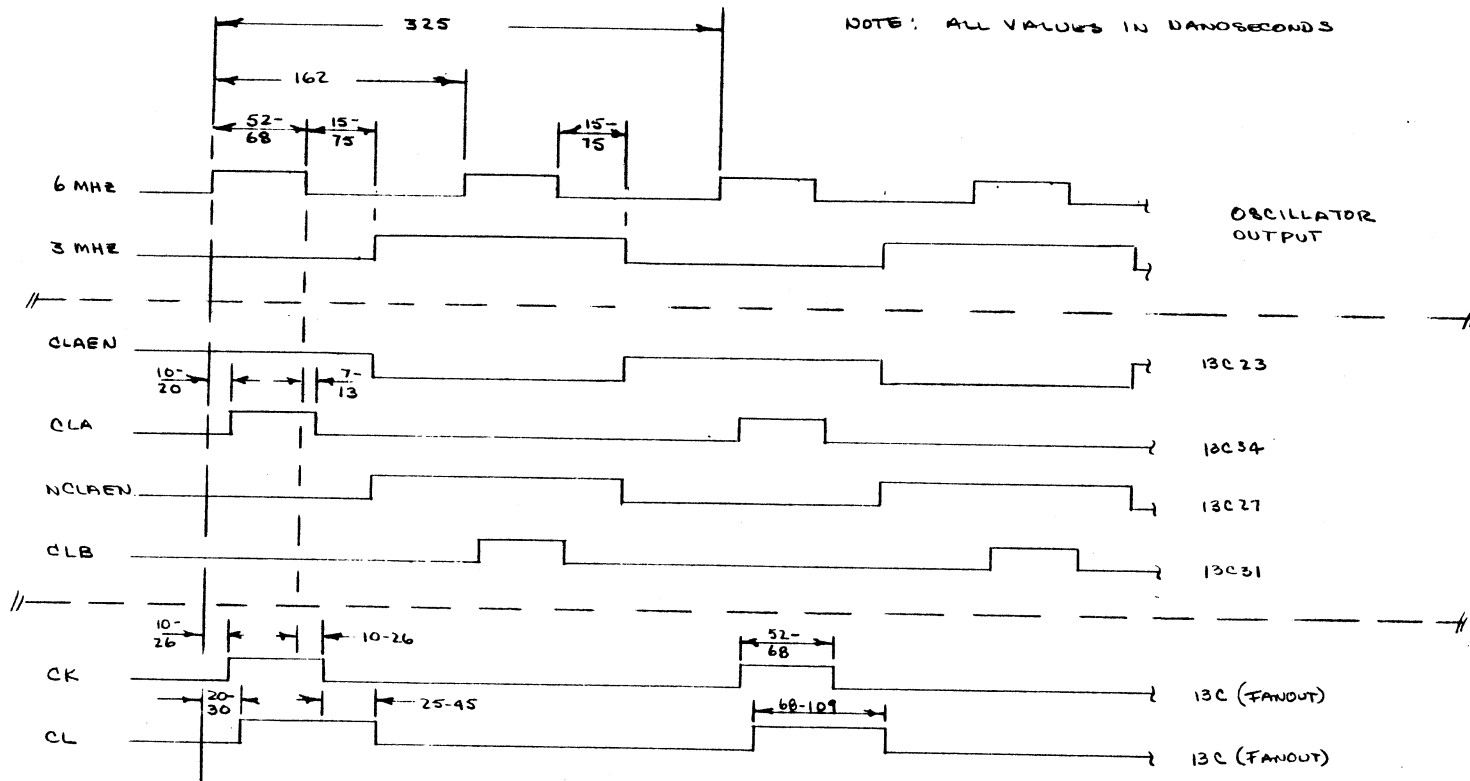 325
NOTE: ALL VALUES IN NANOSECONDS
162
52-
68
15-
75
15-
75
6 MHZ
OSCILLATOR
OUTPUT
3 MHZ
CLAEN
13C23
10-
20
7-
13
CLA
13C34
NCLAEN
13C27
CLB
13C31
10-
26
10-26
52-
68
CK
13C (FANOUT)
20-
30
25-45
68-109
CL
13C (FANOUT)